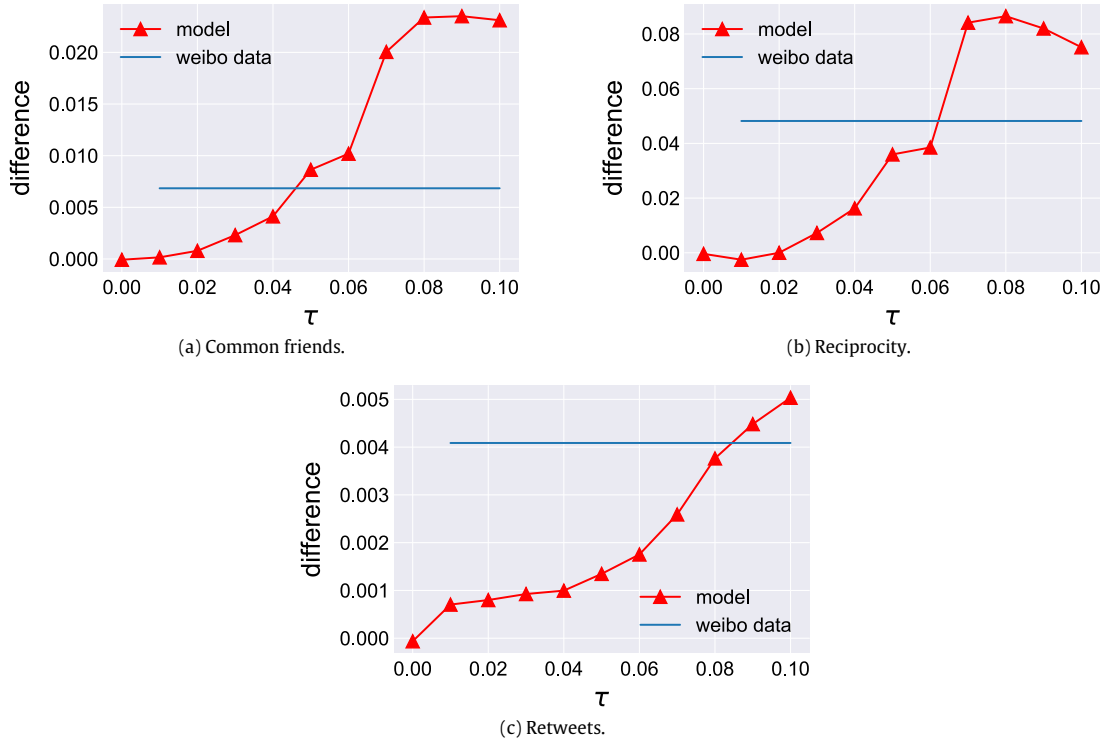 model
weibo data
difference
0.020
0.015
0.010
0.005
0.000
0.00 0.02 0.04 0.06 0.08 0.10
τ
(a) Common friends.
model
weibo data
difference
0.08
0.06
0.04
0.02
0.00
0.00 0.02 0.04 0.06 0.08 0.10
τ
(b) Reciprocity.
difference
0.005
0.004
0.003
0.002
0.001
0.000
model
weibo data
0.00 0.02 0.04 0.06 0.08 0.10
τ
(c) Retweets.